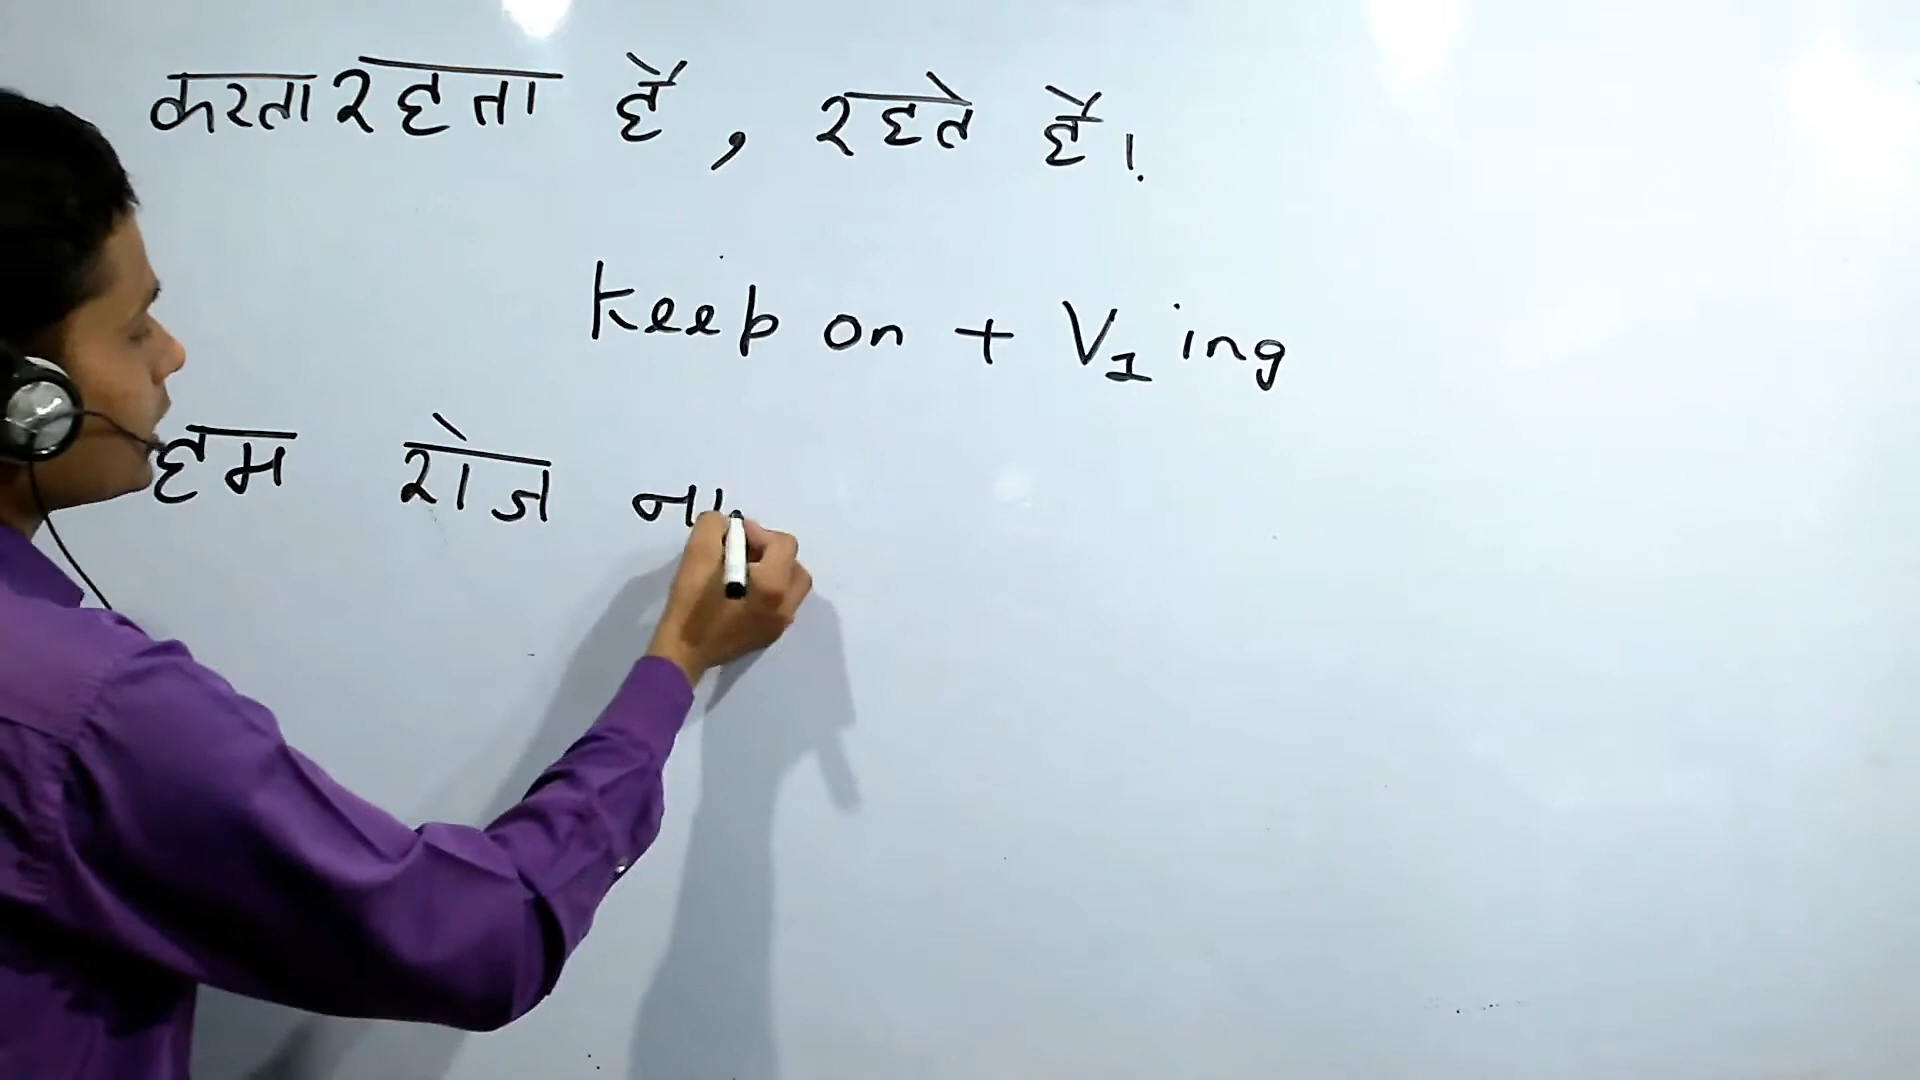 करता रहता है, रहते हैं।
Keep on + V1 ing
हम रोज ना